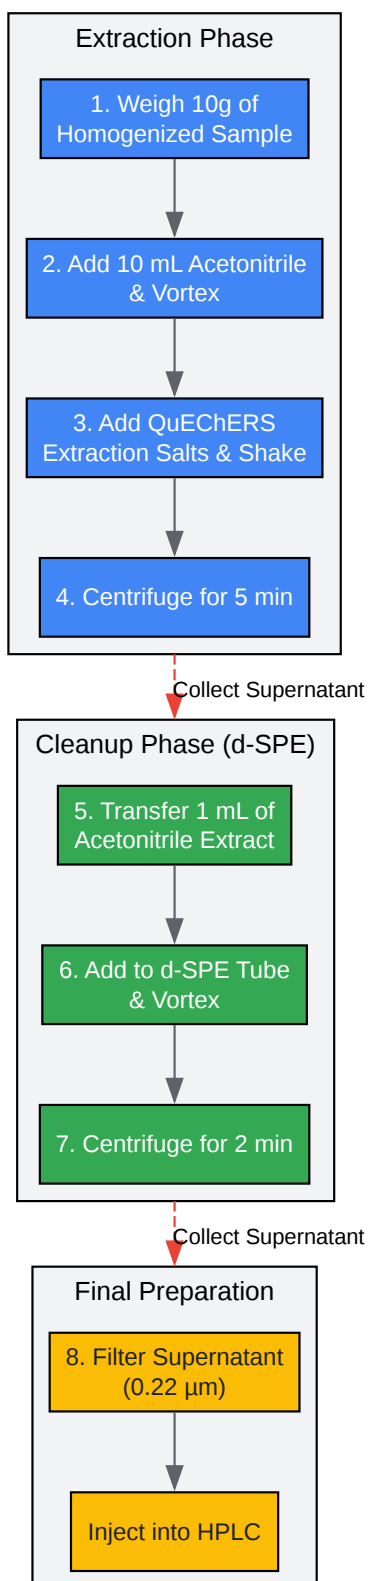 Extraction Phase
1. Weigh 10g of
Homogenized Sample
2. Add 10 mL Acetonitrile
& Vortex
3. Add QuEChERS
Extraction Salts & Shake
4. Centrifuge for 5 min
Collect Supernatant
Cleanup Phase (d-SPE)
5. Transfer 1 mL of
Acetonitrile Extract
6. Add to d-SPE Tube
& Vortex
7. Centrifuge for 2 min
Collect Supernatant
Final Preparation
8. Filter Supernatant
(0.22 µm)
Inject into HPLC